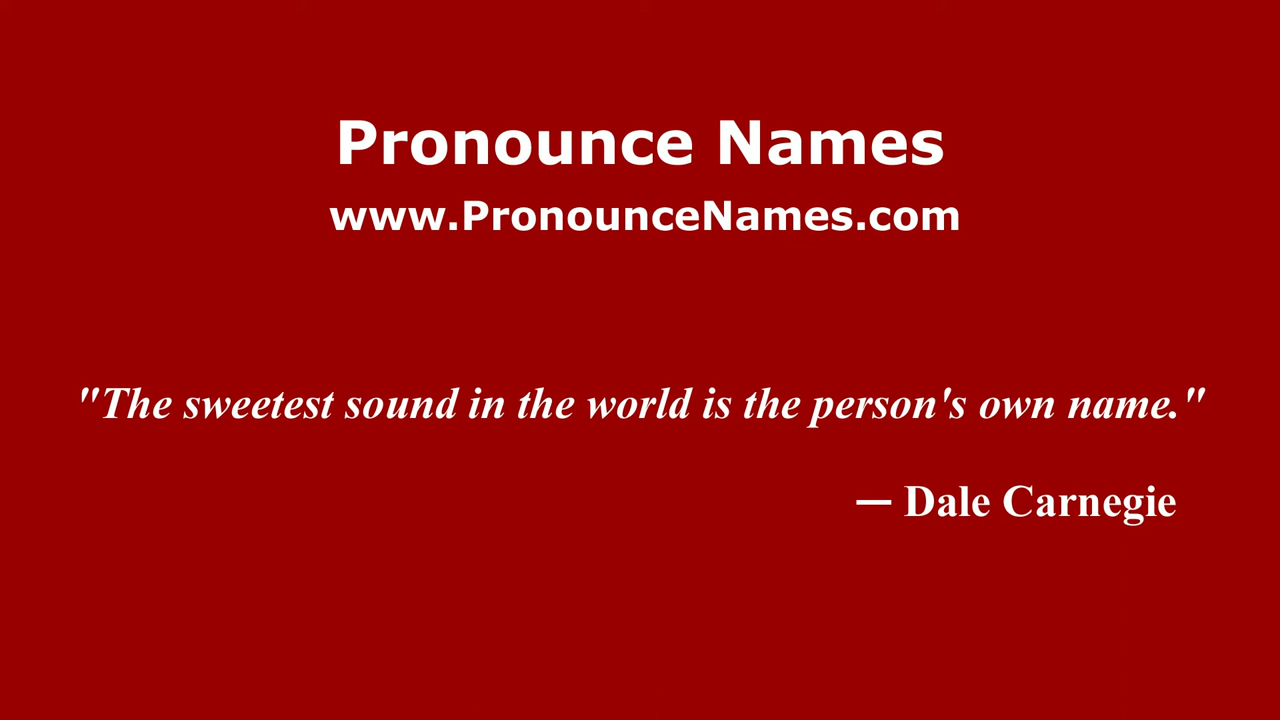 Pronounce Names
www.PronounceNames.com
"The sweetest sound in the world is the person's own name."
— Dale Carnegie